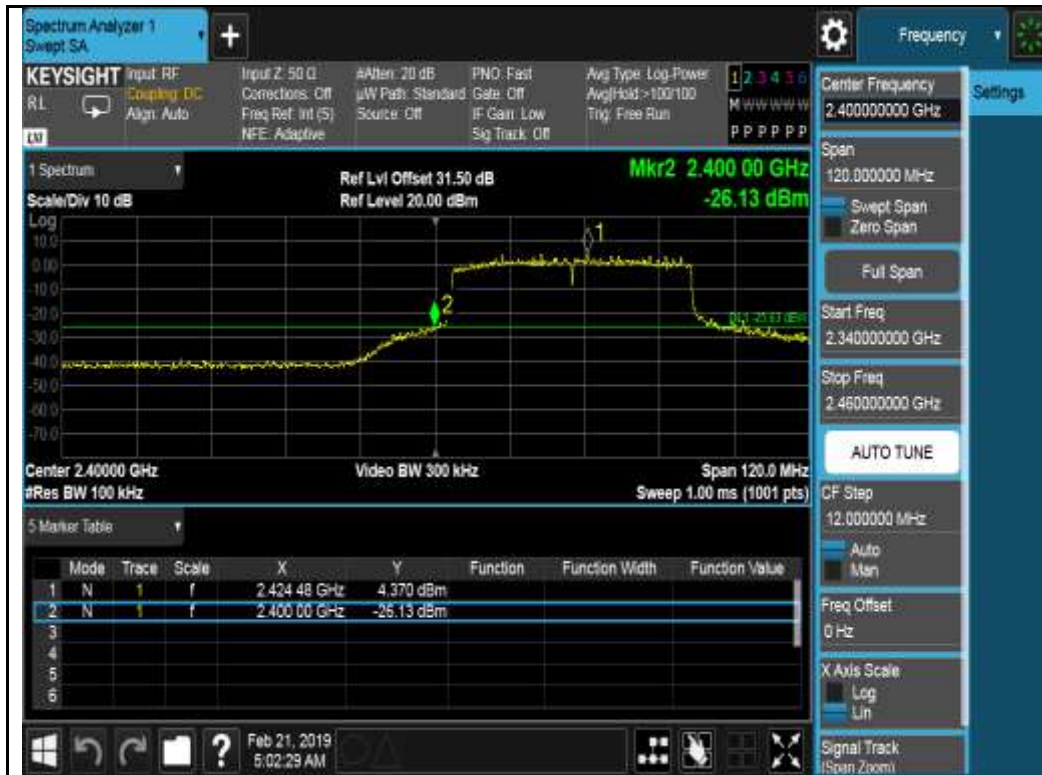 Spectrum Analyzer 1
Swept SA
+
Frequency
KEYSIGHT
RL
Input: RF
Coupling: DC
Align: Auto
Input Z: 50 Ω
Corrections: Off
Freq Ref: Int (S)
NFE: Adaptive
#Atten: 20 dB
µW Path: Standard
Source: Off
PNO: Fast
Gate: Off
IF Gain: Low
Sig Track: Off
Avg Type: Log-Power
Avg|Hold:>100/100
Trig: Free Run
1 2 3 4 5 6
M W W W W W
P P P P P P
Center Frequency
2.400000000 GHz
Settings
Span
120.000000 MHz
Swept Span
Zero Span
Full Span
Start Freq
2.340000000 GHz
Stop Freq
2.460000000 GHz
AUTO TUNE
CF Step
12.000000 MHz
Auto
Man
Freq Offset
0 Hz
X Axis Scale
Log
Lin
Signal Track
(Span Zoom)
1 Spectrum
Scale/Div 10 dB
Ref Lvl Offset 31.50 dB
Ref Level 20.00 dBm
Mkr2 2.400 00 GHz
-26.13 dBm
Log
10.0
0.00
-10.0
-20.0
-30.0
-40.0
-50.0
-60.0
-70.0
1
2
DL1 -25.63 dBm
Center 2.40000 GHz
#Res BW 100 kHz
Video BW 300 kHz
Span 120.0 MHz
Sweep 1.00 ms (1001 pts)
5 Marker Table
Mode Trace Scale X Y Function Function Width Function Value
1 N 1 f 2.424 48 GHz 4.370 dBm
2 N 1 f 2.400 00 GHz -26.13 dBm
3
4
5
6
?
Feb 21, 2019
5:02:29 AM